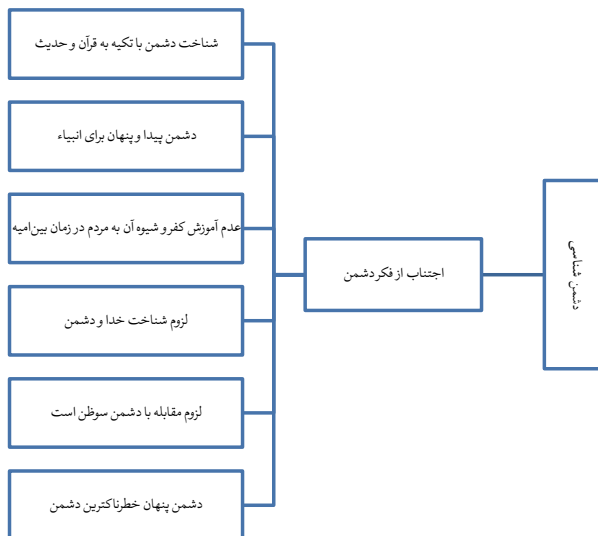 دشمن شناسی
اجتناب از فکر دشمن
شناخت دشمن با تکیه به قرآن و حدیث
دشمن پیدا و پنهان برای انبیاء
عدم آموزش کفر و شیوه آن به مردم در زمان بین‌امیه
لزوم شناخت خدا و دشمن
لزوم مقابله با دشمن سوظن است
دشمن پنهان خطرناکترین دشمن